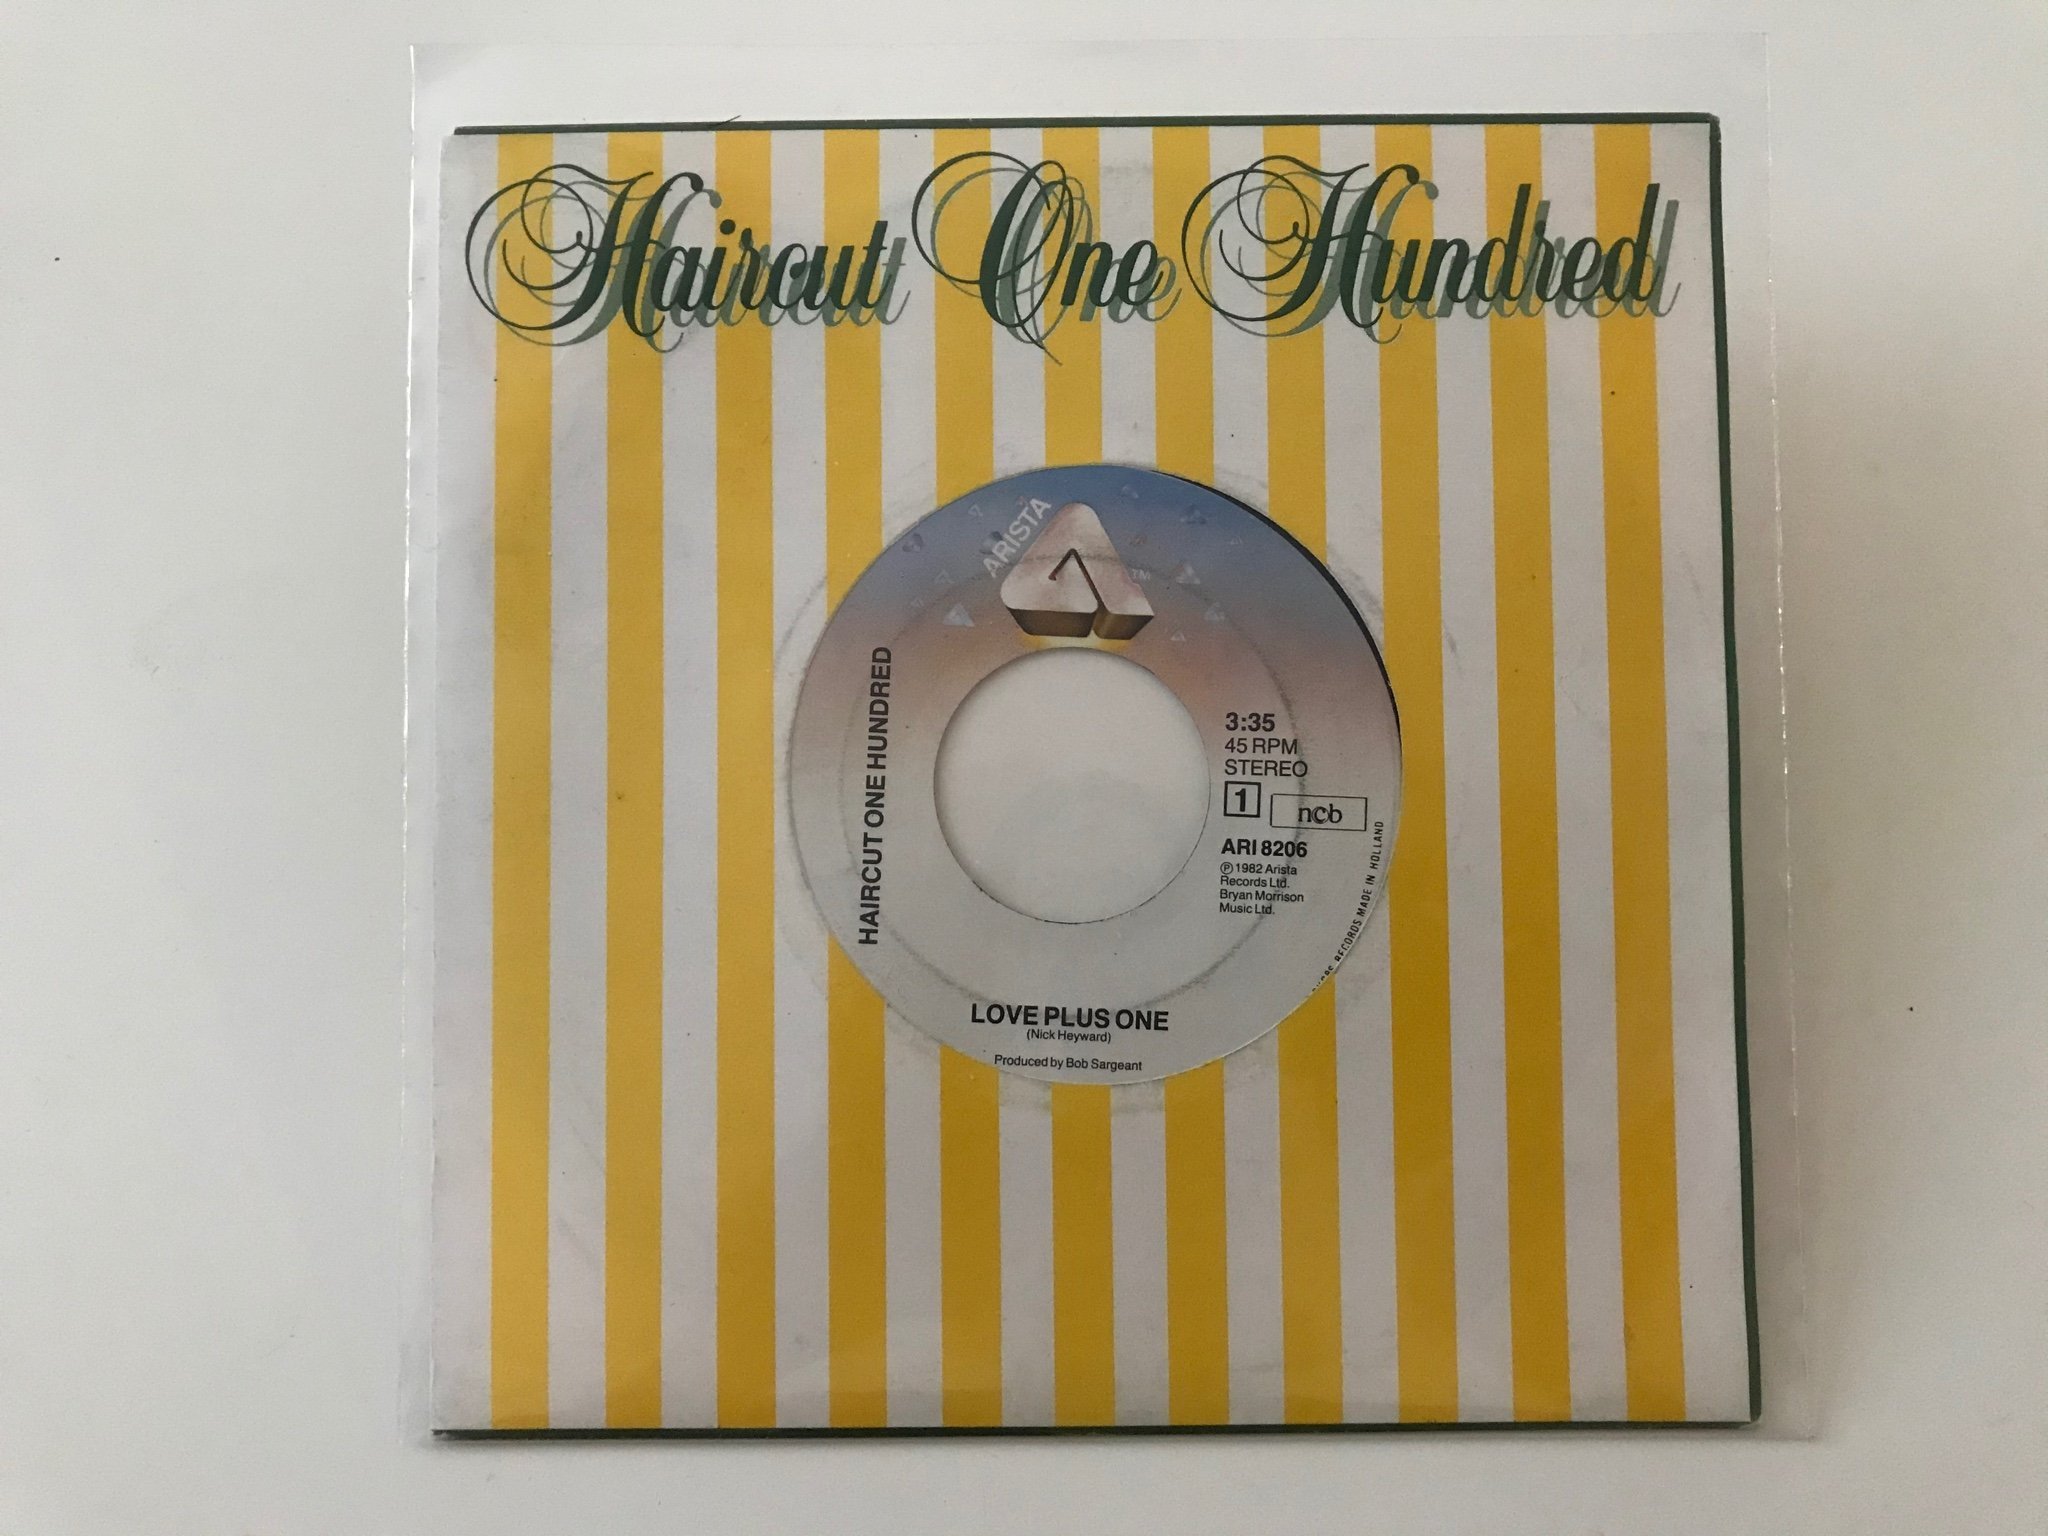 Haircut One Hundred
ARISTA
TM
HAIRCUT ONE HUNDRED
3:35
45 RPM
STEREO
1
ncb
ARI 8206
℗ 1982 Arista
Records Ltd.
Bryan Morrison
Music Ltd.
RECORDS MADE IN HOLLAND
LOVE PLUS ONE
(Nick Heyward)
Produced by Bob Sargeant